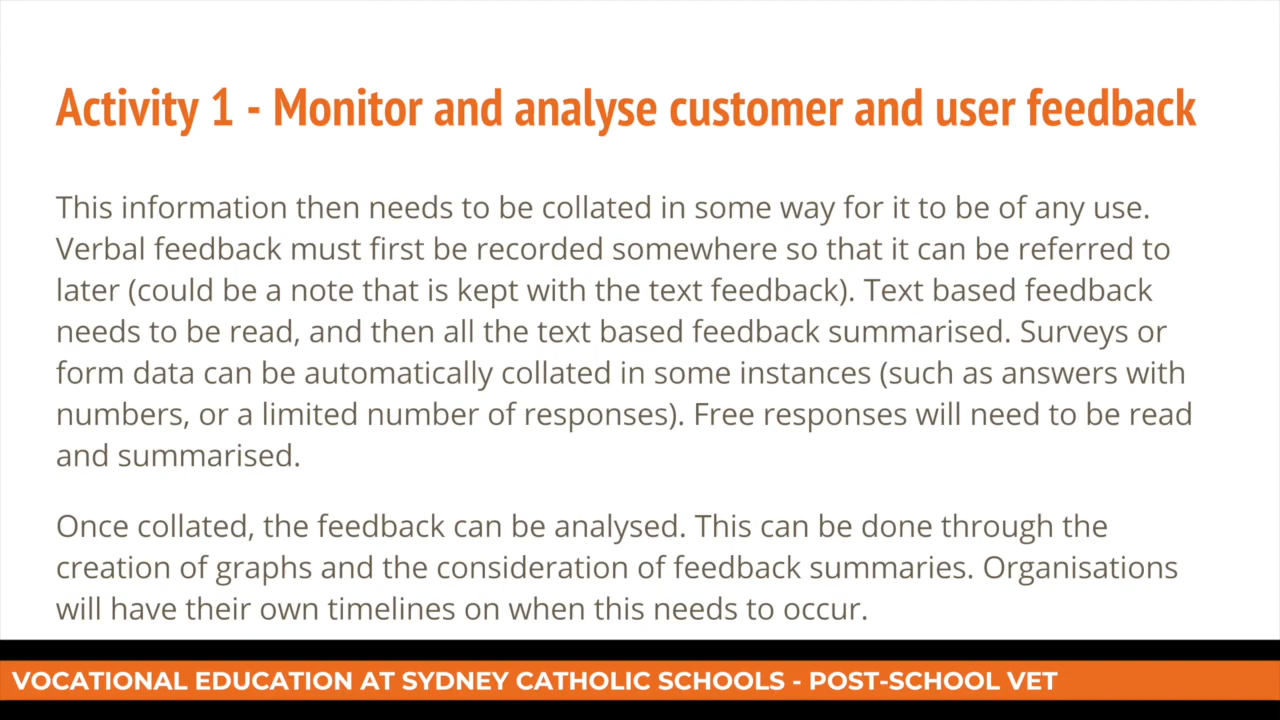 Activity 1 - Monitor and analyse customer and user feedback
This information then needs to be collated in some way for it to be of any use.
Verbal feedback must first be recorded somewhere so that it can be referred to
later (could be a note that is kept with the text feedback). Text based feedback
needs to be read, and then all the text based feedback summarised. Surveys or
form data can be automatically collated in some instances (such as answers with
numbers, or a limited number of responses). Free responses will need to be read
and summarised.
Once collated, the feedback can be analysed. This can be done through the
creation of graphs and the consideration of feedback summaries. Organisations
will have their own timelines on when this needs to occur.
VOCATIONAL EDUCATION AT SYDNEY CATHOLIC SCHOOLS - POST-SCHOOL VET